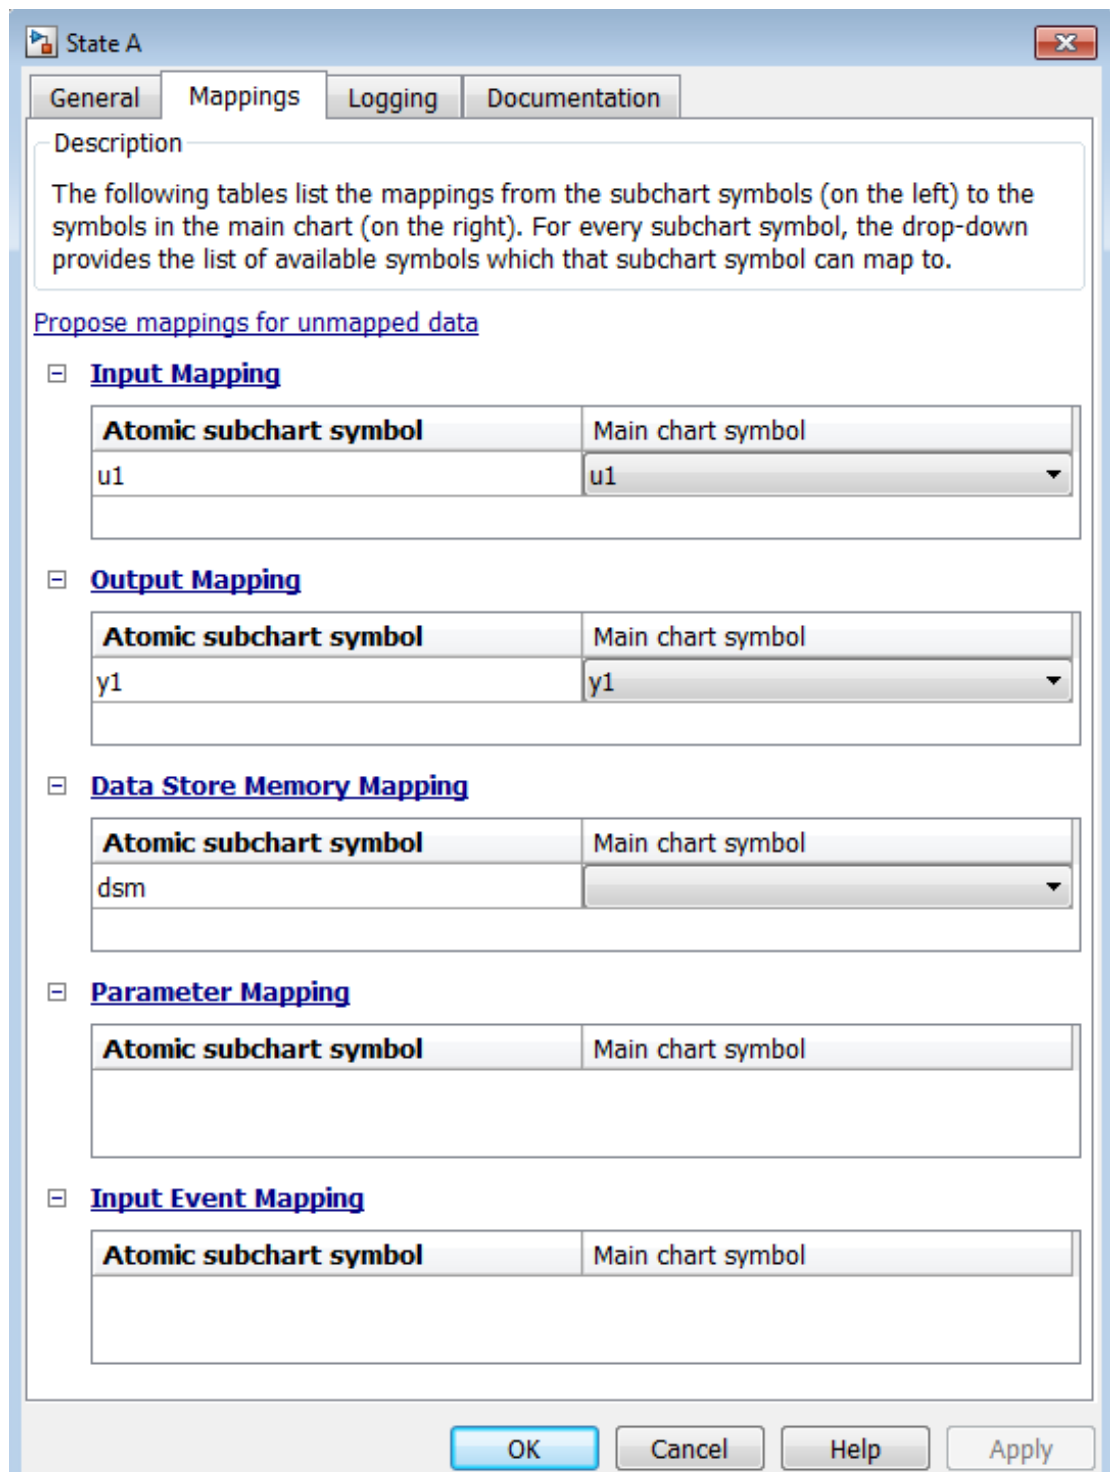 State A
General Mappings Logging Documentation
Description
The following tables list the mappings from the subchart symbols (on the left) to the
symbols in the main chart (on the right). For every subchart symbol, the drop-down
provides the list of available symbols which that subchart symbol can map to.
Propose mappings for unmapped data
Input Mapping
Atomic subchart symbol Main chart symbol
u1 u1
Output Mapping
Atomic subchart symbol Main chart symbol
y1 y1
Data Store Memory Mapping
Atomic subchart symbol Main chart symbol
dsm
Parameter Mapping
Atomic subchart symbol Main chart symbol
Input Event Mapping
Atomic subchart symbol Main chart symbol
OK Cancel Help Apply